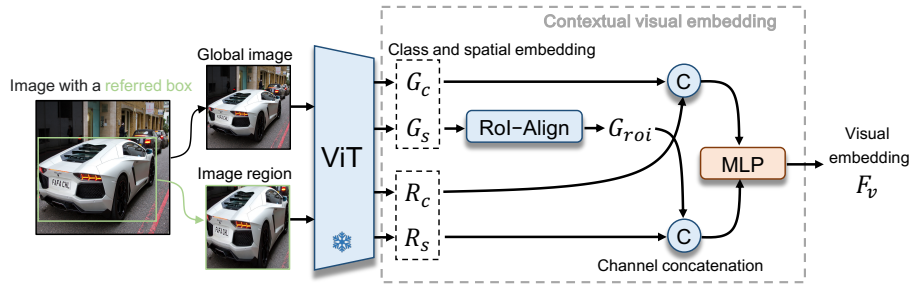 Contextual visual embedding
Global image
Class and spatial embedding
Image with a referred box
G_c
C
G_s
RoI-Align
G_roi
ViT
MLP
Visual
embedding
F_v
Image region
R_c
R_s
C
Channel concatenation